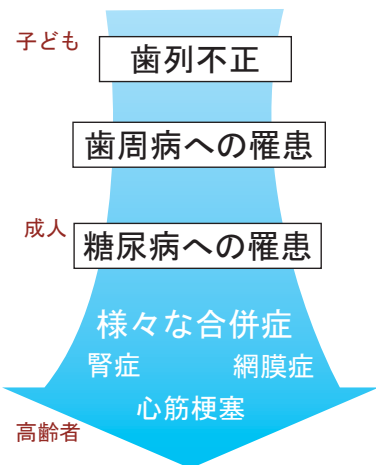 子ども
歯列不正
歯周病への罹患
成人
糖尿病への罹患
様々な合併症
腎症　網膜症
心筋梗塞
高齢者